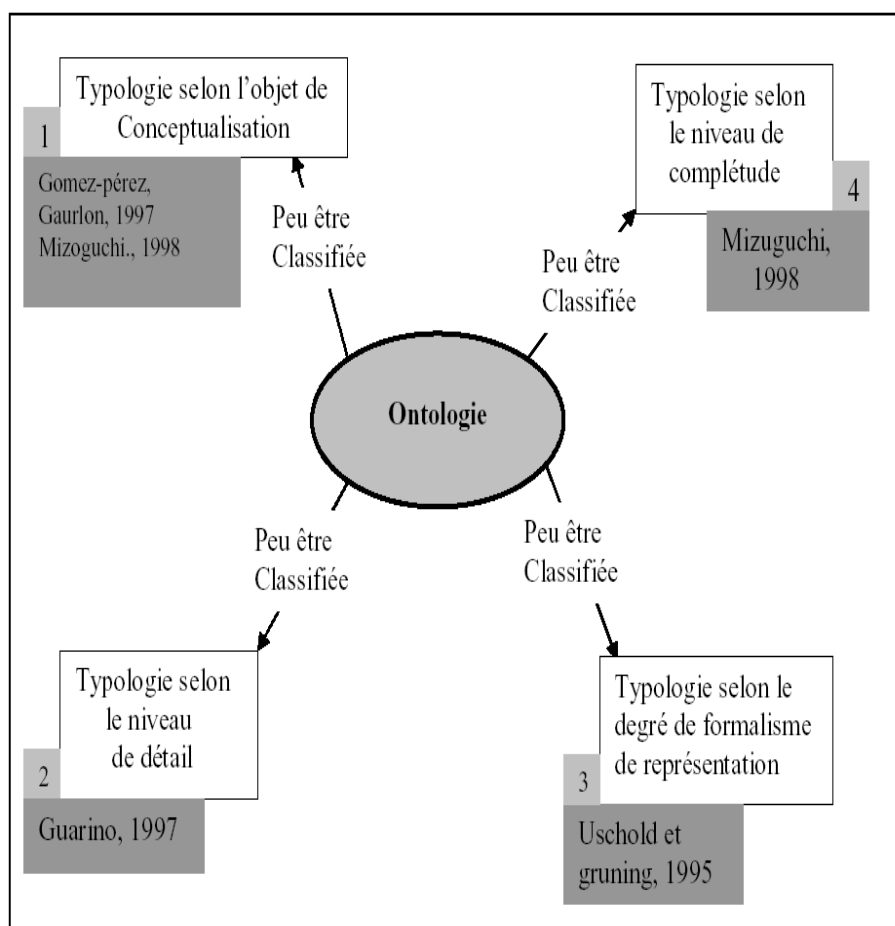 Typologie selon l'objet de
Conceptualisation
1
Gomez-pérez,
Gaurlon, 1997
Mizoguchi., 1998
Typologie selon
le niveau de
complétude
4
Mizuguchi,
1998
Peu être
Classifiée
Peu être
Classifiée
Ontologie
Peu être
Classifiée
Peu être
Classifiée
Typologie selon
le niveau
de détail
2
Guarino, 1997
Typologie selon le
degré de formalisme
de représentation
3
Uschold et
gruning, 1995